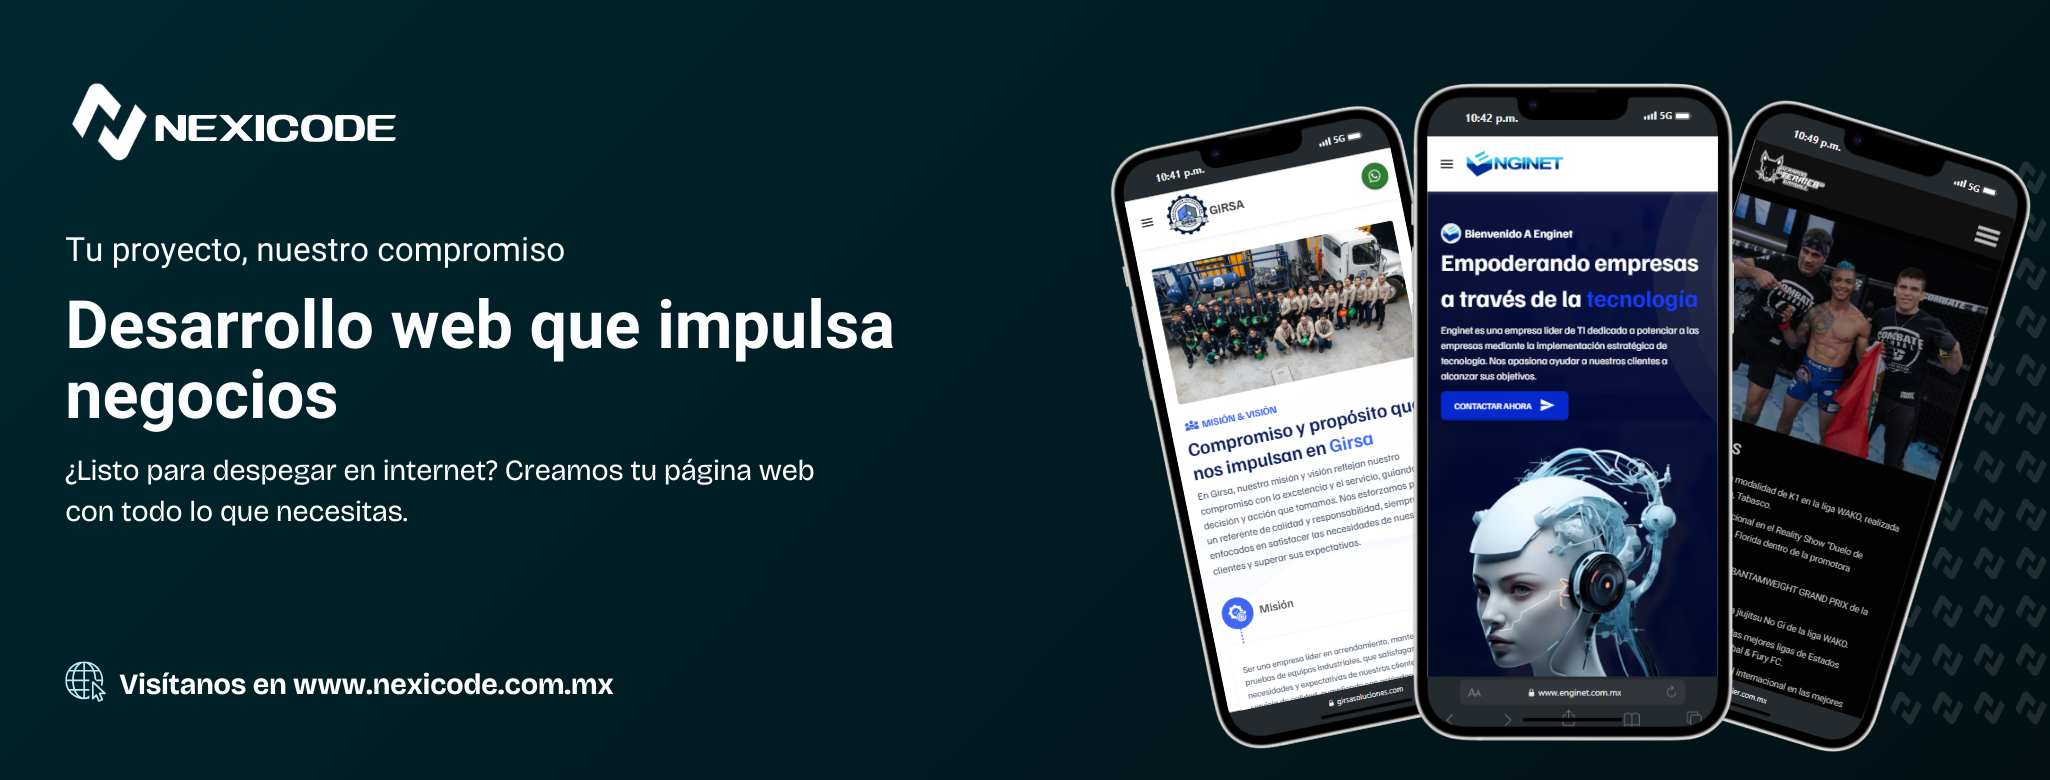 NEXICODE
Tu proyecto, nuestro compromiso
Desarrollo web que impulsa
negocios
¿Listo para despegar en internet? Creamos tu página web
con todo lo que necesitas.
Visítanos en www.nexicode.com.mx
10:41 p.m.
5G
GIRSA
MISIÓN & VISIÓN
Compromiso y propósito que
nos impulsan en Girsa
En Girsa, nuestra misión y visión reflejan nuestro
compromiso con la excelencia y el servicio, guiando
decisión y acción que tomamos. Nos esforzamos p
un referente de calidad y responsabilidad, siempre
enfocados en satisfacer las necesidades de nues
clientes y superar sus expectativas.
Misión
Ser una empresa líder en arrendamiento, mante
pruebas de equipos industriales, que satisfaga
necesidades y expectativas de nuestros cliente
girsasoluciones.com
10:42 p.m.
5G
ENGINET
Bienvenido A Enginet
Empoderando empresas
a través de la tecnología
Enginet es una empresa líder de TI dedicada a potenciar a las
empresas mediante la implementación estratégica de
tecnología. Nos apasiona ayudar a nuestros clientes a
alcanzar sus objetivos.
CONTACTAR AHORA
AA
www.enginet.com.mx
10:49 p.m.
5G
TERRIER
COMBATE
GLOBAL
COMBATE
S
modalidad de K1 en la liga WAKO, realizada
, Tabasco.
cional en el Reality Show "Duelo de
Florida dentro de la promotora
BANTAMWEIGHT GRAND PRIX de la
a jiujitsu No Gi de la liga WAKO.
as mejores ligas de Estados
bal & Fury FC.
l internacional en las mejores
ier.com.mx